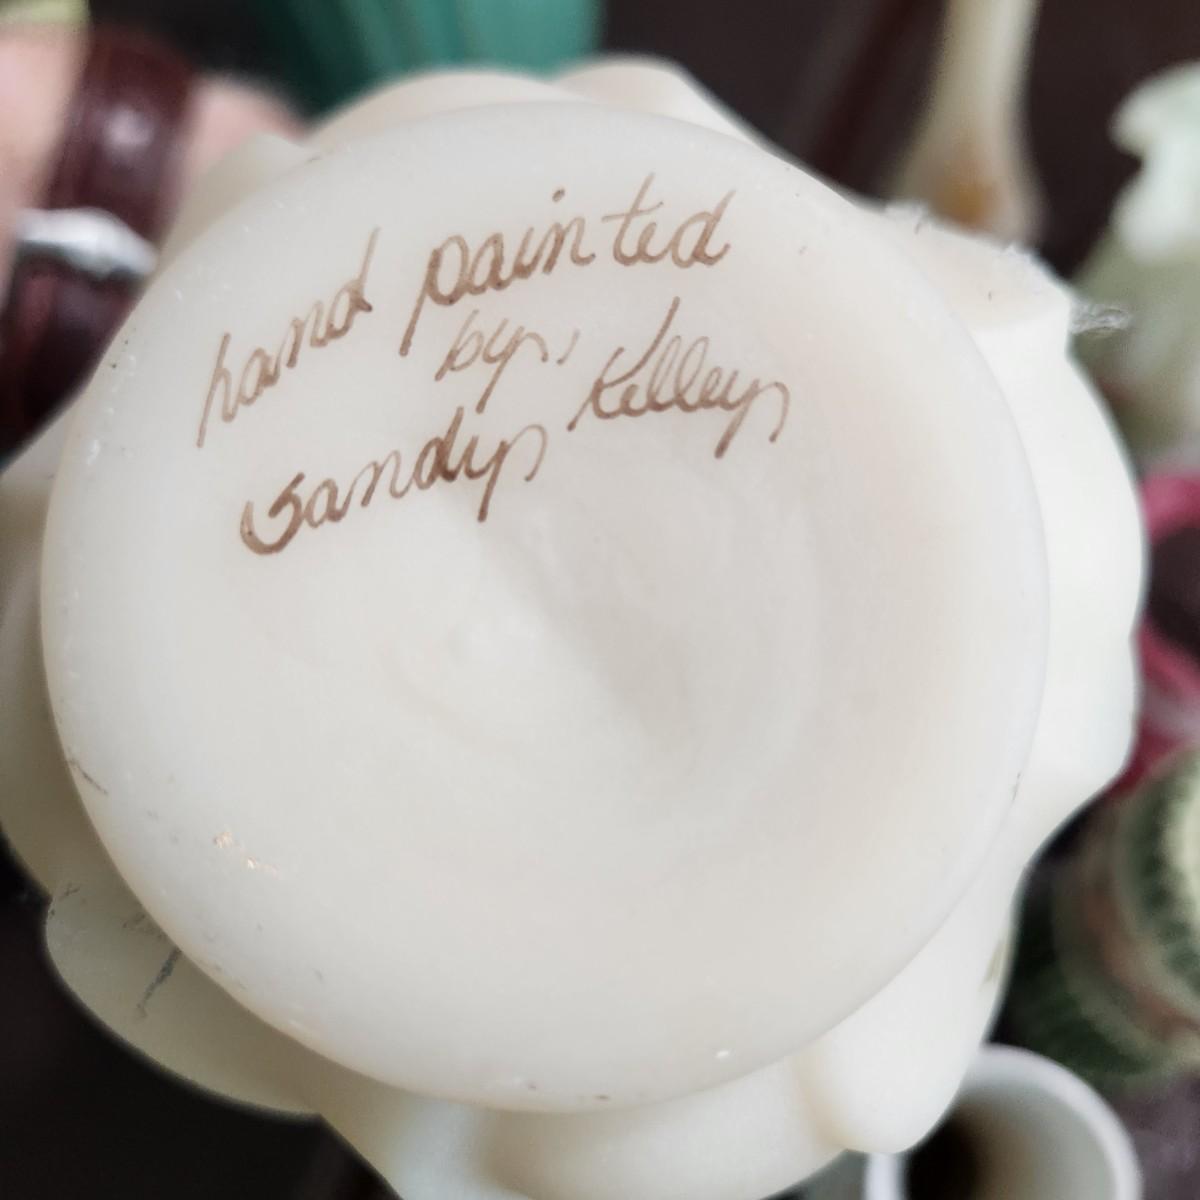 hand painted
by,
Sandy Kelley